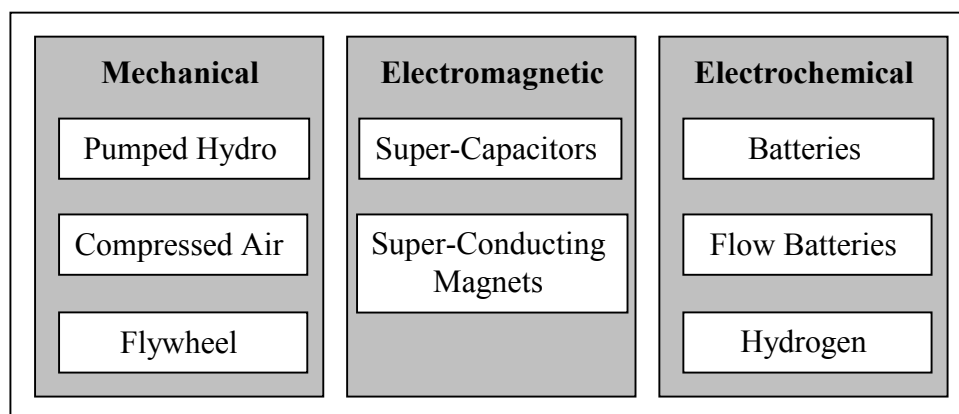 Mechanical
Pumped Hydro
Compressed Air
Flywheel
Electromagnetic
Super-Capacitors
Super-Conducting
Magnets
Electrochemical
Batteries
Flow Batteries
Hydrogen